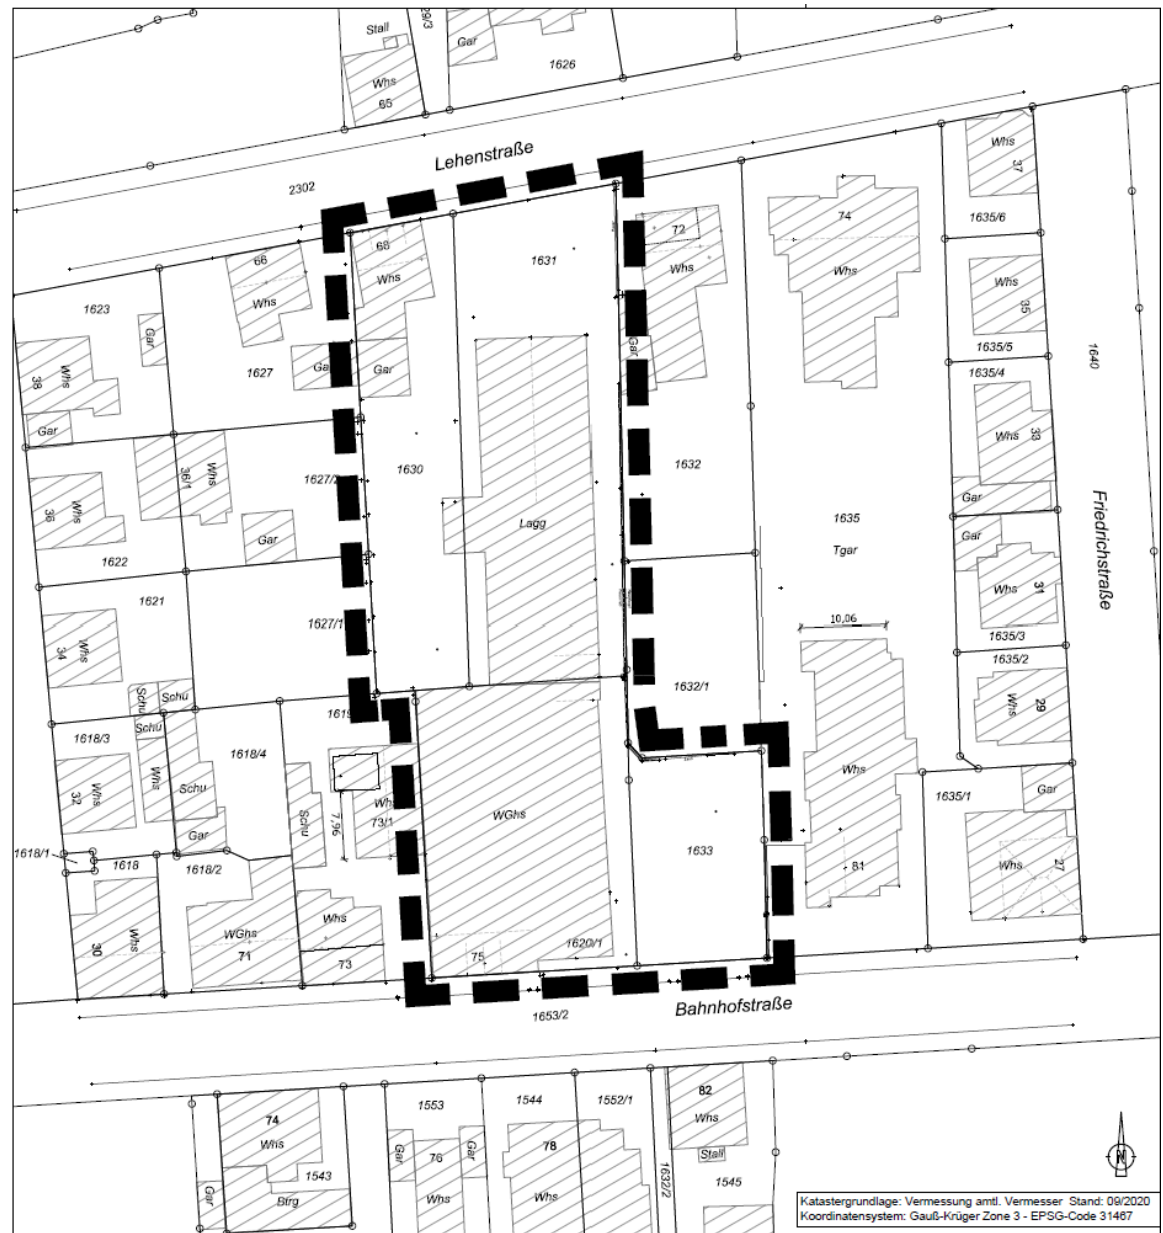 Stall
29/3
Gar
1626
Whs
65
Lehenstraße
2302
Whs
37
1635/6
66
Whs
68
Whs
1631
72
Whs
74
Whs
1623
Gar
1627
Gar
Gar
Whs
35
1635/5
1635/4
1640
38
Whs
Gar
36/1
Whs
1630
1632
Whs
33
Gar
36
Whs
1622
Gar
Lagg
1635
Tgar
Gar
Friedrichstraße
Whs
31
1621
1627/1
10,06
1635/3
1635/2
34
Whs
Schu
Schu
1632/1
Whs
29
1618/3
Schu
1618/4
32
Whs
Whs
Schu
Gar
Schu
7,96
73/1
WGhs
1633
Whs
81
1635/1
Gar
Whs
27
1618/1
1618
1618/2
30
Whs
WGhs
71
Whs
73
75
1620/1
1653/2
Bahnhofstraße
74
Whs
1543
Gar
Btrg
1553
Gar
76
Whs
Gar
1544
78
Whs
1552/1
1632/2
82
Whs
Stall
1545
N
Katastergrundlage: Vermessung amtl. Vermesser Stand: 09/2020
Koordinatensystem: Gauß-Krüger Zone 3 - EPSG-Code 31467